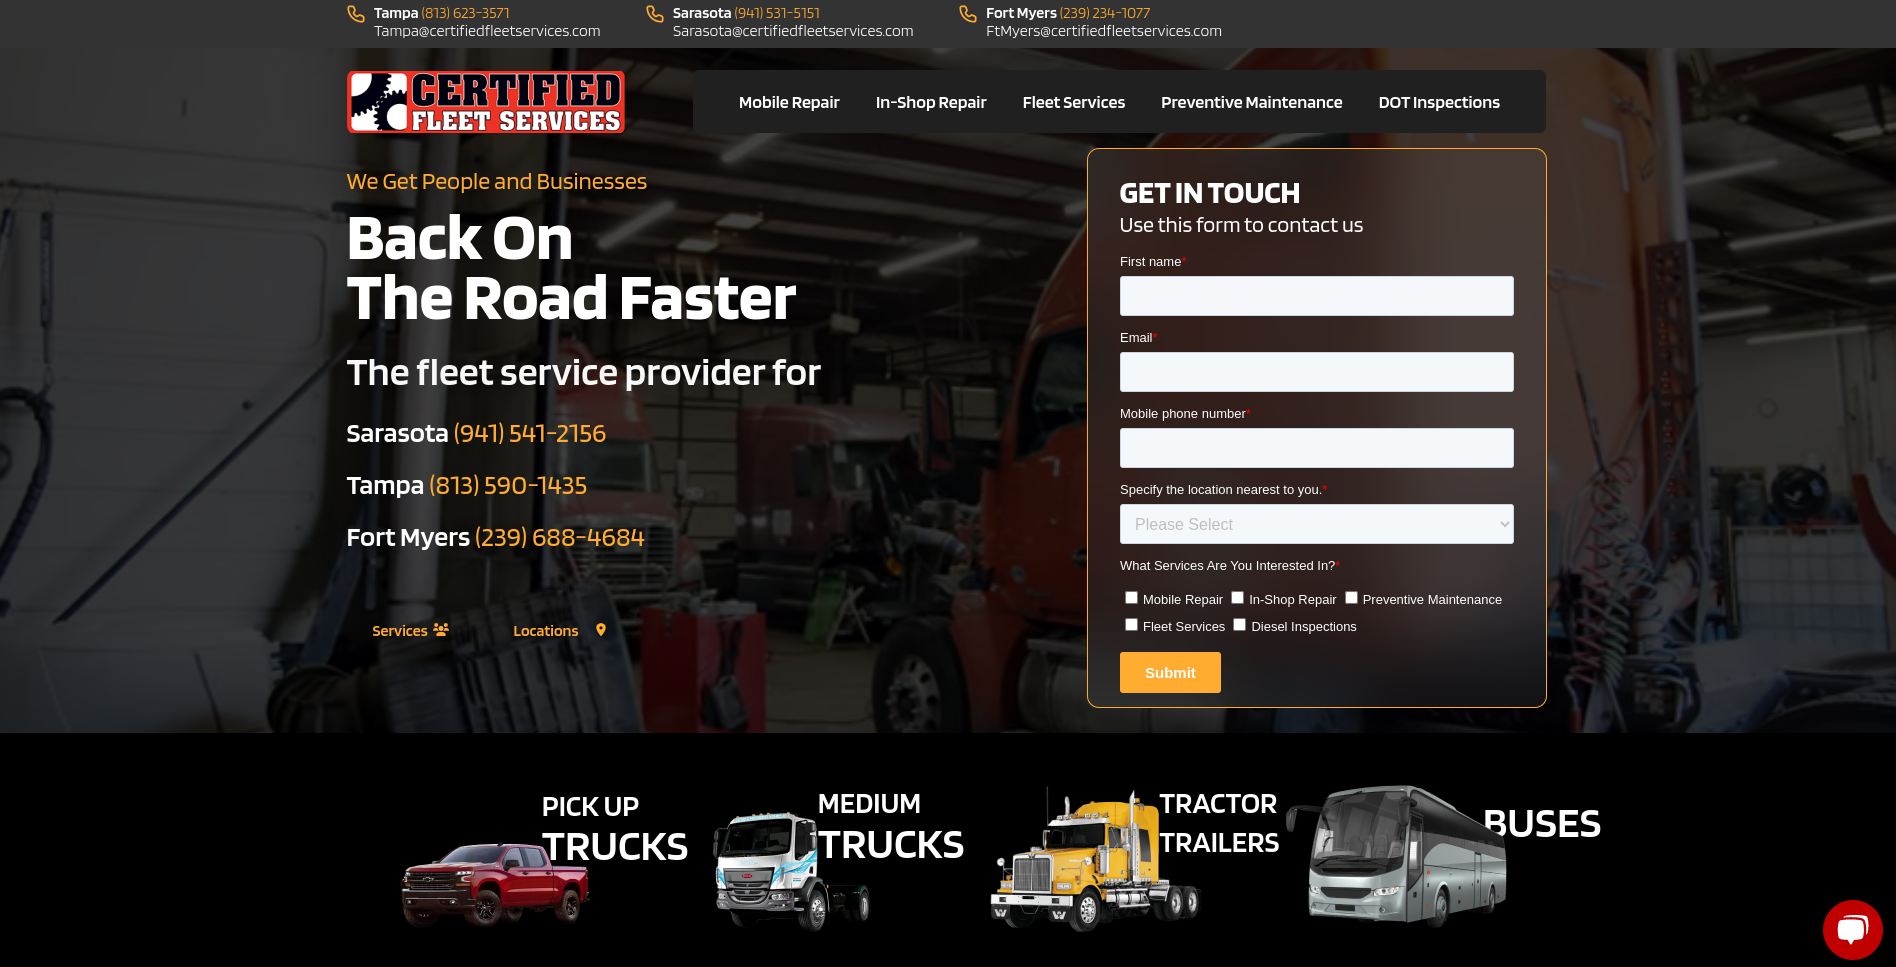 Tampa (813) 623-3571
Tampa@certifiedfleetservices.com
Sarasota (941) 531-5151
Sarasota@certifiedfleetservices.com
Fort Myers (239) 234-1077
FtMyers@certifiedfleetservices.com
CERTIFIED
FLEET SERVICES
Mobile Repair
In-Shop Repair
Fleet Services
Preventive Maintenance
DOT Inspections
We Get People and Businesses
Back On
The Road Faster
The fleet service provider for
Sarasota (941) 541-2156
Tampa (813) 590-1435
Fort Myers (239) 688-4684
Services
Locations
GET IN TOUCH
Use this form to contact us
First name*
Email*
Mobile phone number*
Specify the location nearest to you.*
Please Select
What Services Are You Interested In?*
Mobile Repair
In-Shop Repair
Preventive Maintenance
Fleet Services
Diesel Inspections
Submit
PICK UP
TRUCKS
MEDIUM
TRUCKS
TRACTOR
TRAILERS
BUSES